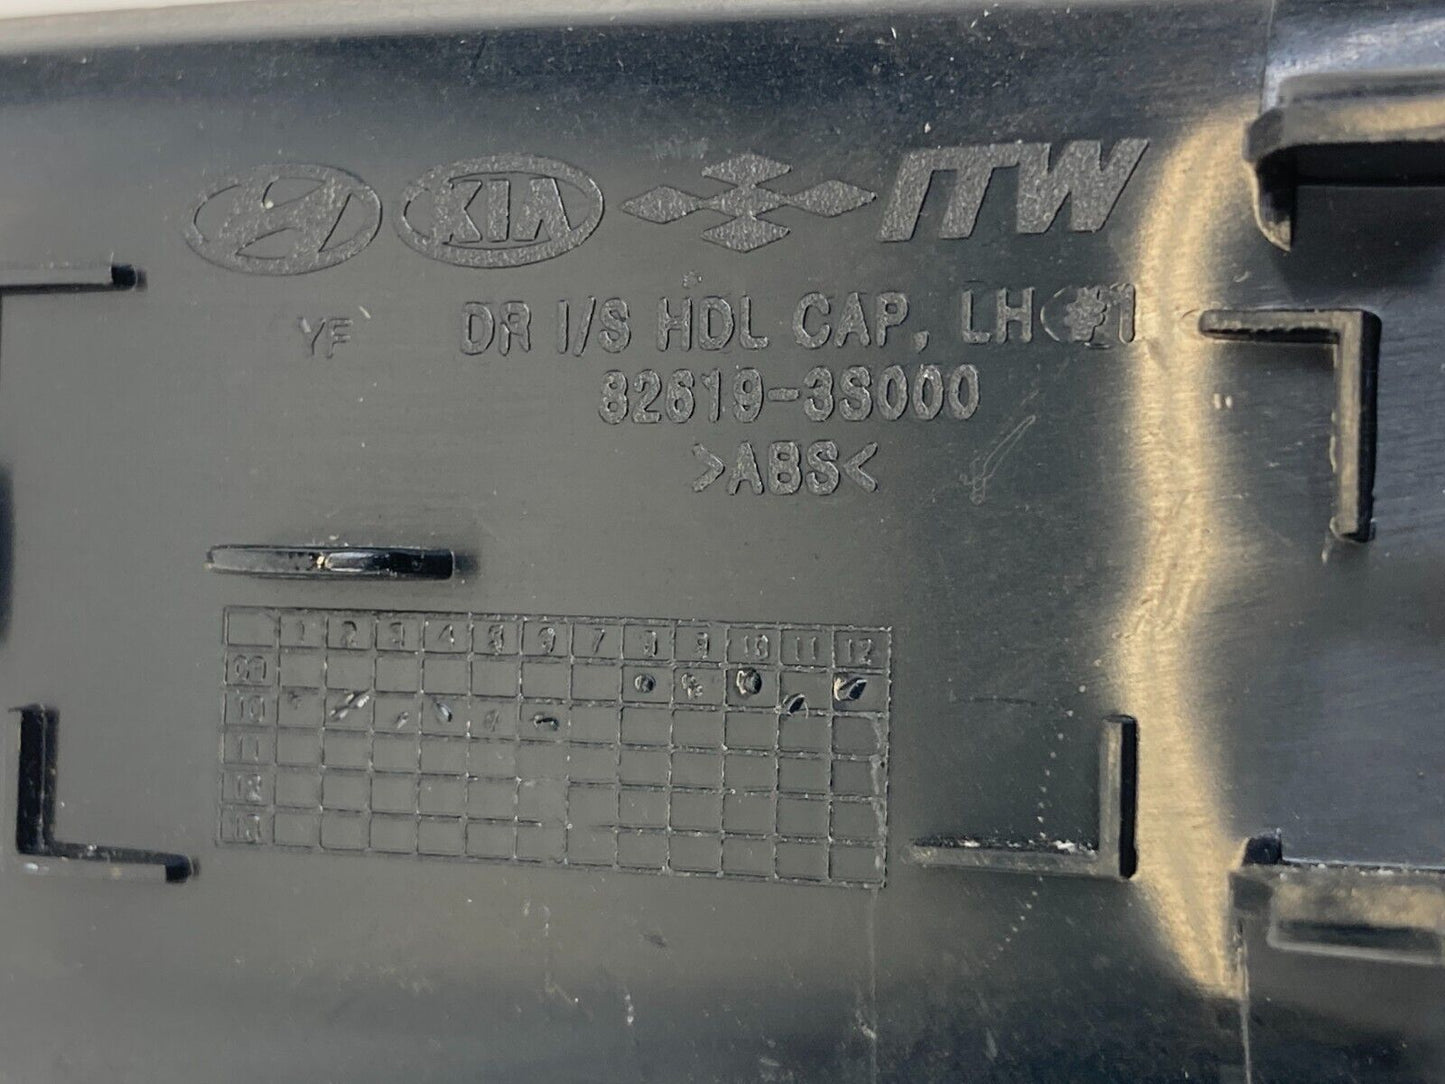 KIA ITW
YF DR I/S HDL CAP, LH #1
82619-3S000
>ABS<
1 2 3 4 5 6 7 8 9 10 11 12
09
10
11
12
13